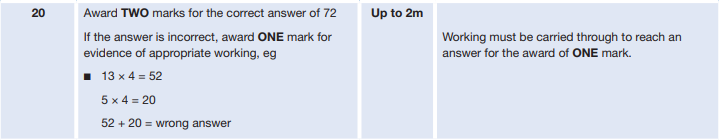 20
Award TWO marks for the correct answer of 72
Up to 2m
If the answer is incorrect, award ONE mark for
evidence of appropriate working, eg
■ 13 × 4 = 52
5 × 4 = 20
52 + 20 = wrong answer
Working must be carried through to reach an
answer for the award of ONE mark.